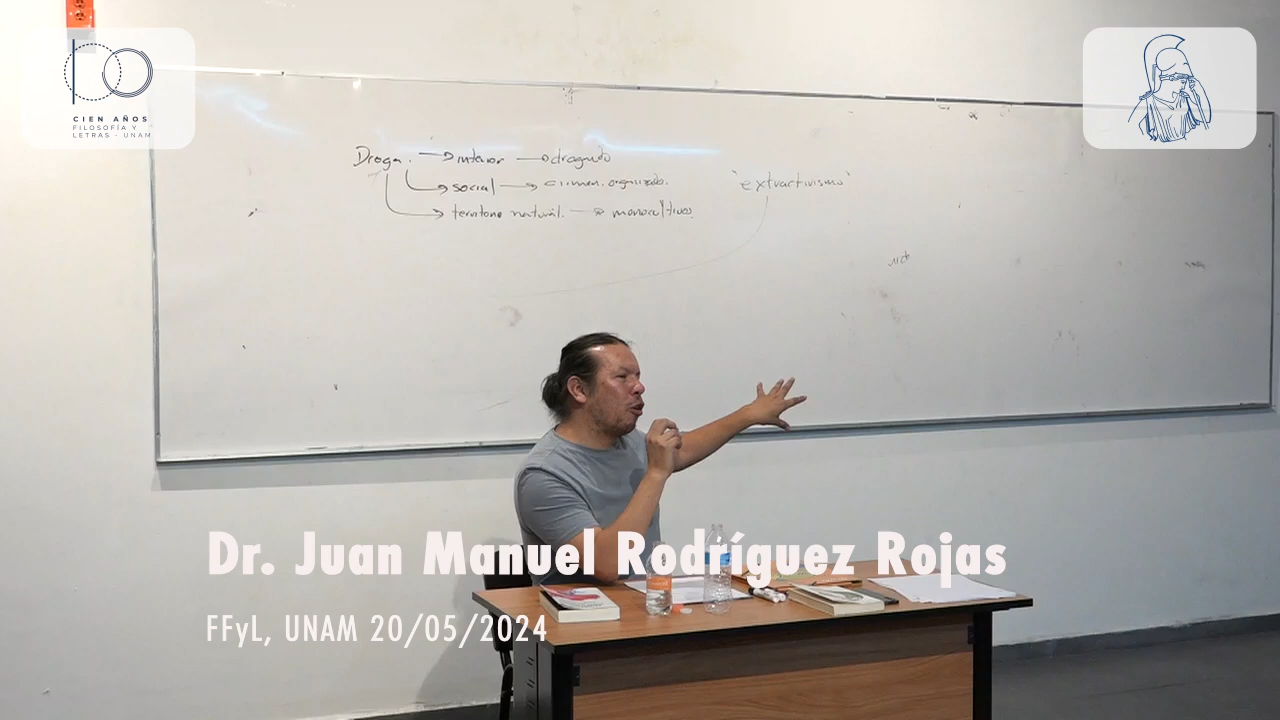 CIEN AÑOS
FILOSOFÍA Y
LETRAS · UNAM
Droga. → interior → drogado
→ social → crimen. organizado.
→ territorio natural. → monocultivos.
"extractivismo"
Dr. Juan Manuel Rodríguez Rojas
FFyL, UNAM 20/05/2024